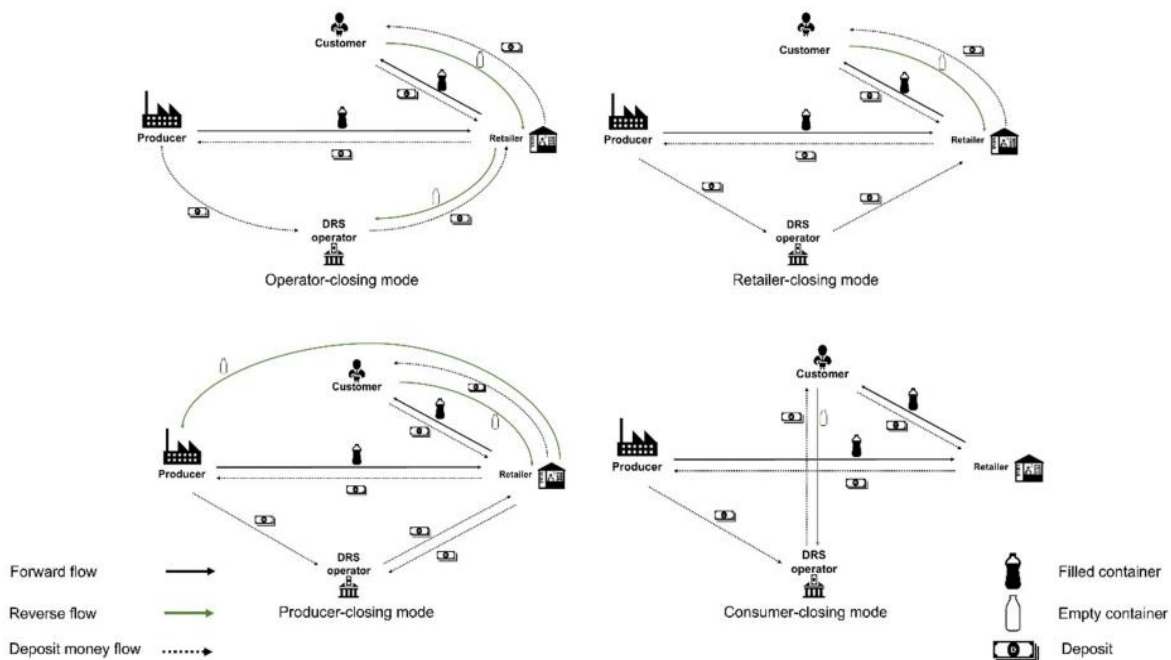 Customer
Producer
Retailer
DRS
operator
Operator-closing mode
Customer
Producer
Retailer
DRS
operator
Retailer-closing mode
Customer
Producer
Retailer
DRS
operator
Producer-closing mode
Customer
Producer
Retailer
DRS
operator
Consumer-closing mode
Forward flow
Reverse flow
Deposit money flow
Filled container
Empty container
Deposit